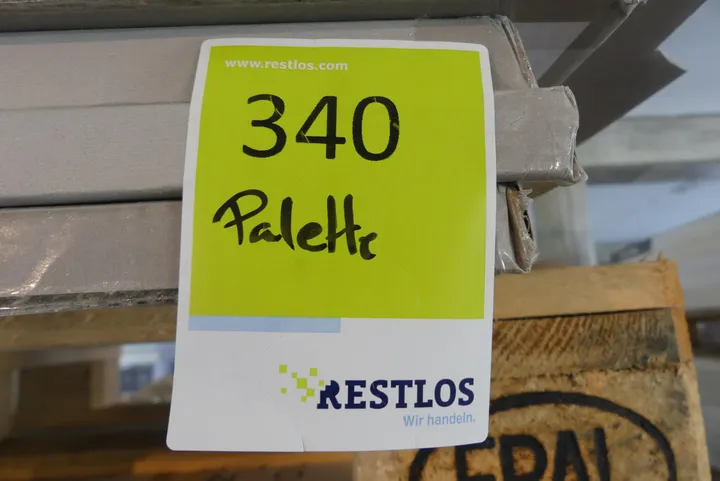 www.restlos.com
340
Palette
RESTLOS
Wir handeln.
EPAL